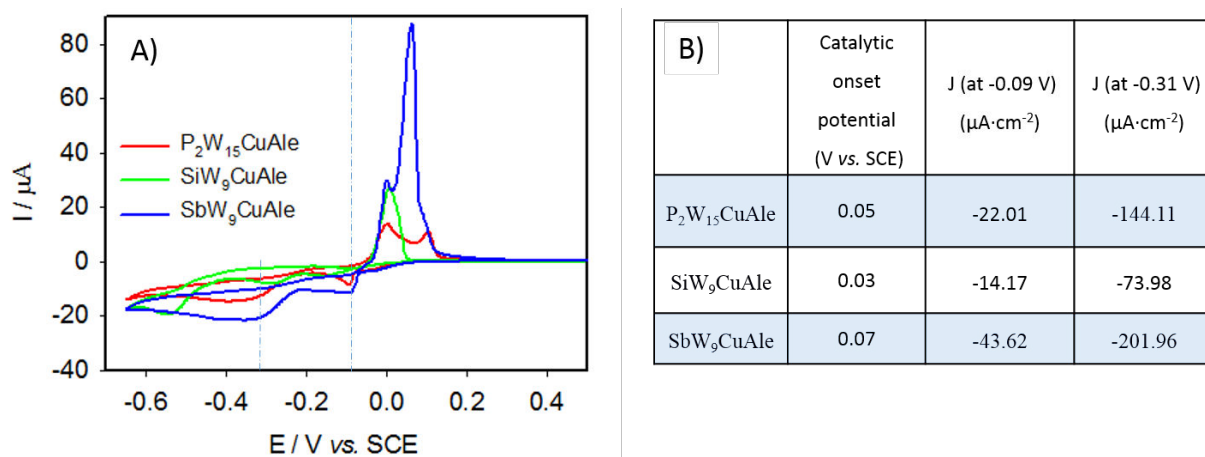 A)
80
60
40
20
0
-20
-40
I / µA
P₂W₁₅CuAle
SiW₉CuAle
SbW₉CuAle
-0.6 -0.4 -0.2 0.0 0.2 0.4
E / V vs. SCE
B)
Catalytic
onset
potential
(V vs. SCE)
J (at -0.09 V)
(µA·cm⁻²)
J (at -0.31 V)
(µA·cm⁻²)
P₂W₁₅CuAle 0.05 -22.01 -144.11
SiW₉CuAle 0.03 -14.17 -73.98
SbW₉CuAle 0.07 -43.62 -201.96